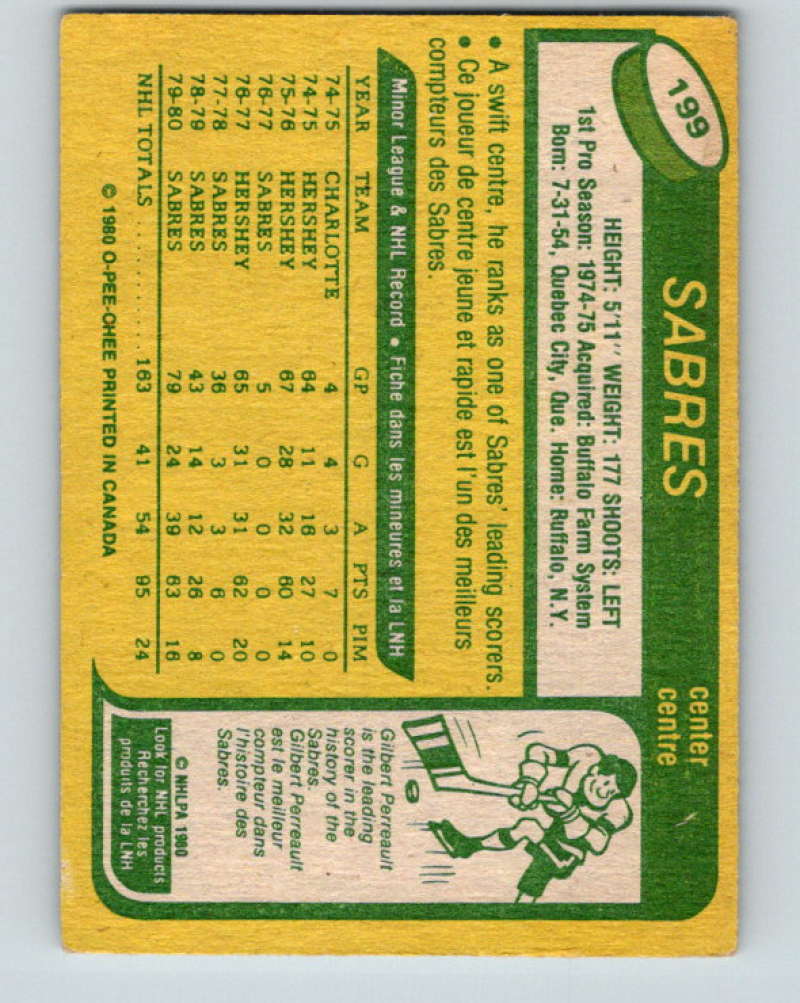 199
SABRES
center
centre
HEIGHT: 5'11" WEIGHT: 177 SHOOTS: LEFT
1st Pro Season: 1974-75 Acquired: Buffalo Farm System
Born: 7-31-54, Quebec City, Que. Home: Buffalo, N.Y.
• A swift centre, he ranks as one of Sabres' leading scorers.
• Ce joueur de centre jeune et rapide est l'un des meilleurs
compteurs des Sabres.
Minor League & NHL Record • Fiche dans les mineures et la LNH
YEAR TEAM GP G A PTS PIM
74-75 CHARLOTTE 4 4 3 7 0
74-75 HERSHEY 64 11 16 27 10
75-76 HERSHEY 67 28 32 60 14
76-77 SABRES 5 0 0 0 0
76-77 HERSHEY 65 31 31 62 20
77-78 SABRES 36 3 3 6 0
78-79 SABRES 43 14 12 26 8
79-80 SABRES 79 24 39 63 16
NHL TOTALS .......... 163 41 54 95 24
© 1980 O-PEE-CHEE PRINTED IN CANADA
Gilbert Perreault
is the leading
scorer in the
history of the
Sabres.
Gilbert Perreault
est le meilleur
compteur dans
l'histoire des
Sabres.
© NHLPA 1980
Look for NHL products
Recherchez les
produits de la LNH